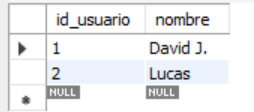 id_usuario nombre
1 David J.
2 Lucas
NULL NULL